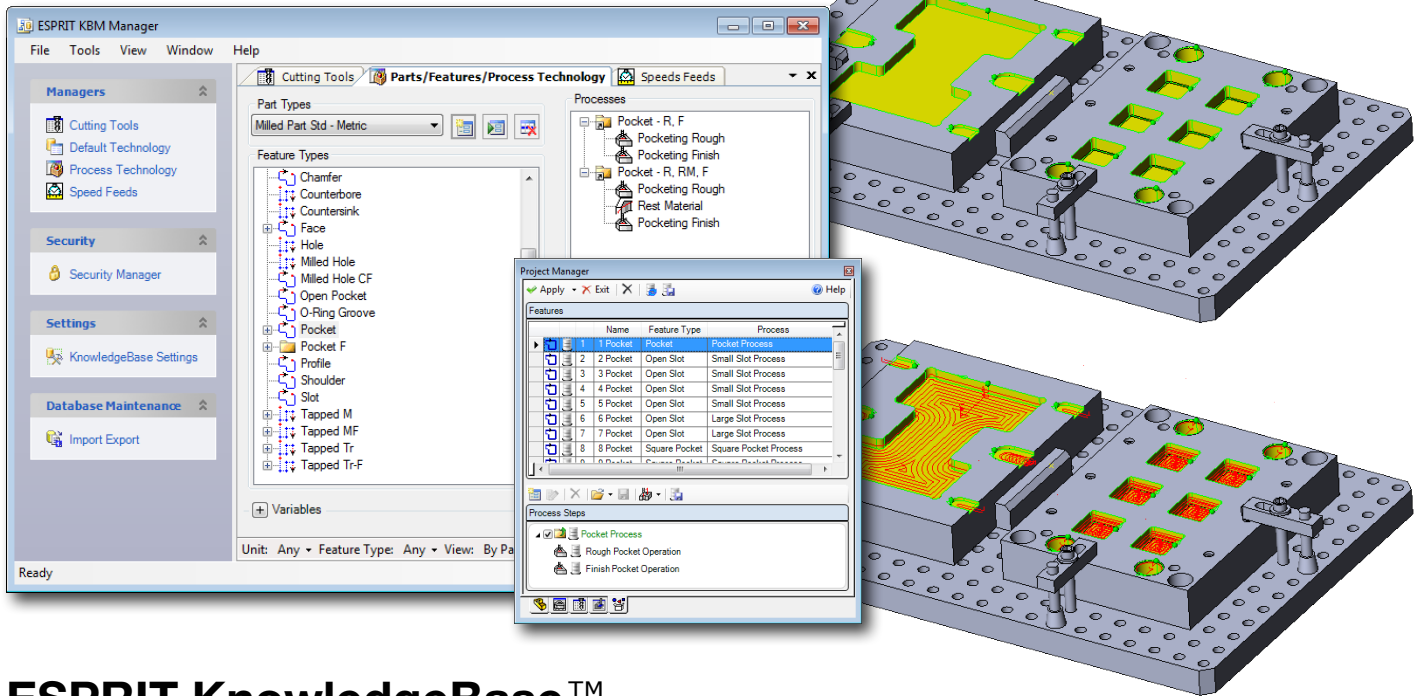 ESPRIT KBM Manager
File Tools View Window Help
Managers
Cutting Tools
Default Technology
Process Technology
Speed Feeds
Security
Security Manager
Settings
KnowledgeBase Settings
Database Maintenance
Import Export
Cutting Tools Parts/Features/Process Technology Speeds Feeds
Part Types
Milled Part Std - Metric
Feature Types
Chamfer
Counterbore
Countersink
Face
Hole
Milled Hole
Milled Hole CF
Open Pocket
O-Ring Groove
Pocket
Pocket F
Profile
Shoulder
Slot
Tapped M
Tapped MF
Tapped Tr
Tapped Tr-F
Variables
Unit: Any Feature Type: Any View: By Pa
Ready
Processes
Pocket - R, F
Pocketing Rough
Pocketing Finish
Pocket - R, RM, F
Pocketing Rough
Rest Material
Pocketing Finish
Project Manager
Apply Exit Help
Features
Name Feature Type Process
1 1 Pocket Pocket Pocket Process
2 2 Pocket Open Slot Small Slot Process
3 3 Pocket Open Slot Small Slot Process
4 4 Pocket Open Slot Small Slot Process
5 5 Pocket Open Slot Small Slot Process
6 6 Pocket Open Slot Large Slot Process
7 7 Pocket Open Slot Large Slot Process
8 8 Pocket Square Pocket Square Pocket Process
9 9 Pocket Square Pocket Square Pocket Process
Process Steps
Pocket Process
Rough Pocket Operation
Finish Pocket Operation
ESPRIT KnowledgeBase™